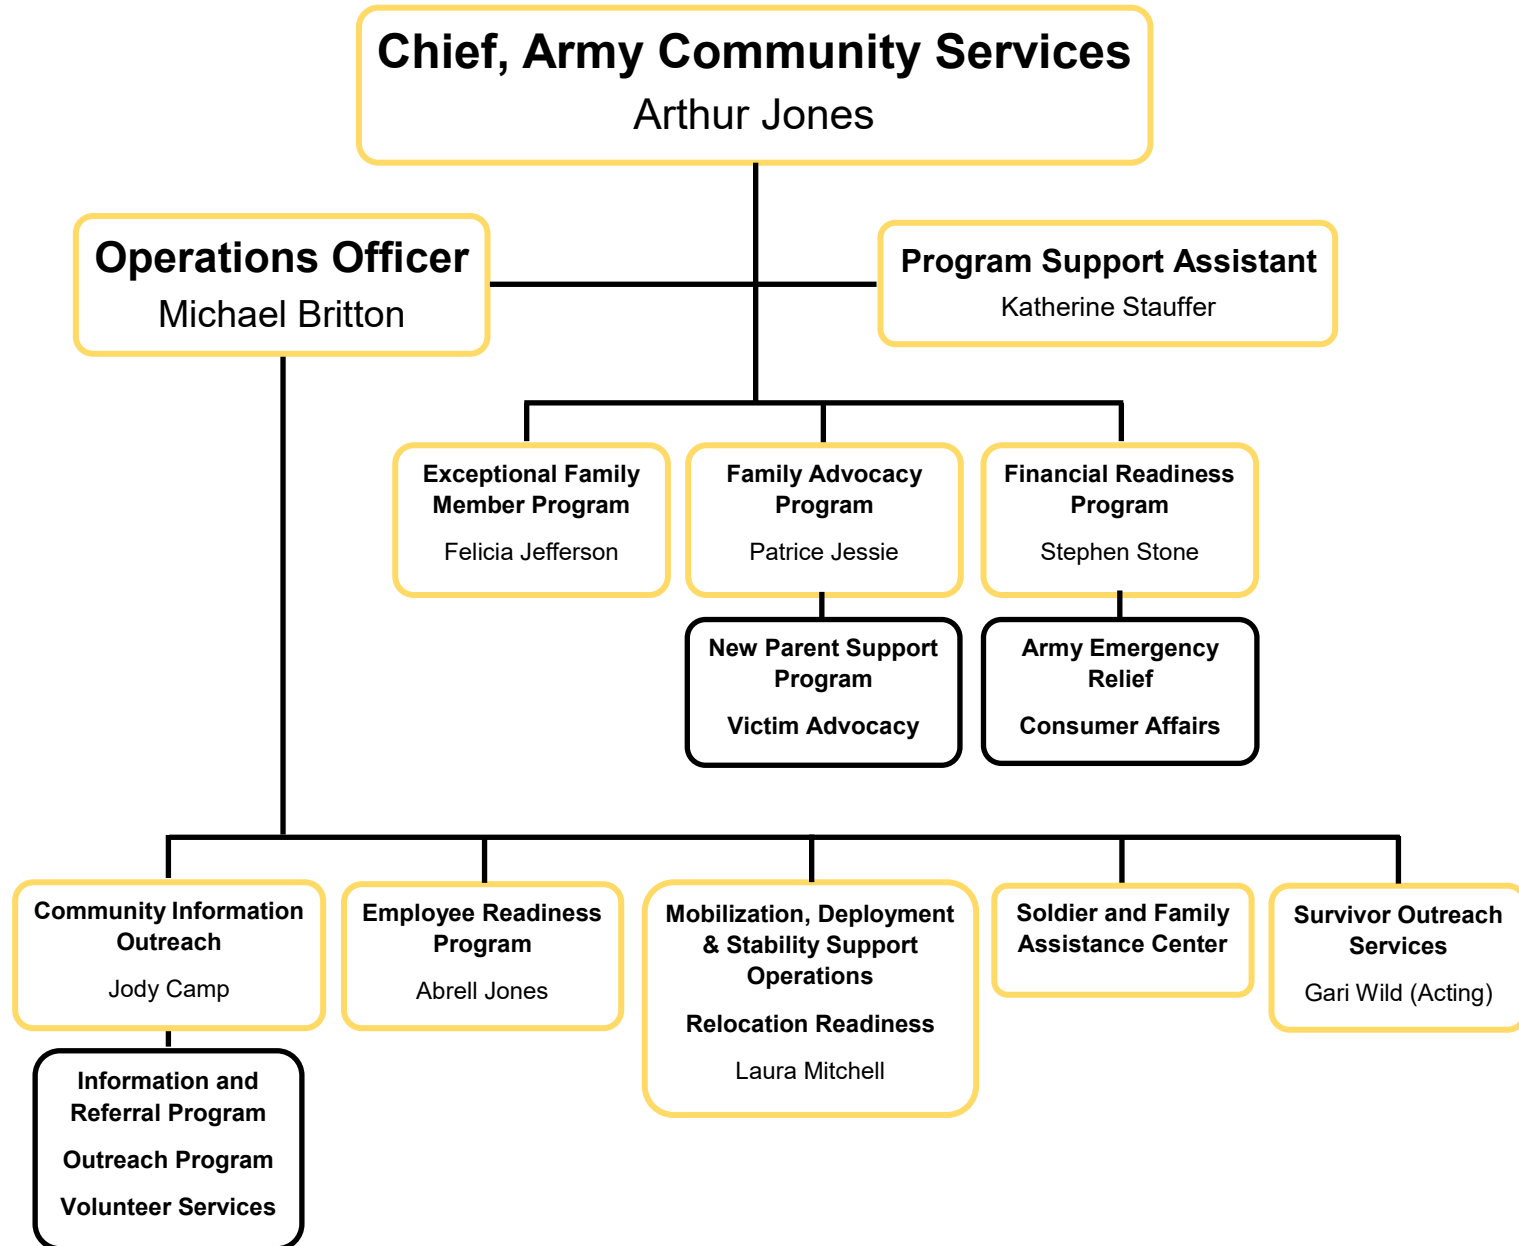 Chief, Army Community Services
Arthur Jones
Operations Officer
Michael Britton
Program Support Assistant
Katherine Stauffer
Exceptional Family
Member Program
Felicia Jefferson
Family Advocacy
Program
Patrice Jessie
Financial Readiness
Program
Stephen Stone
New Parent Support
Program
Victim Advocacy
Army Emergency
Relief
Consumer Affairs
Community Information
Outreach
Jody Camp
Employee Readiness
Program
Abrell Jones
Mobilization, Deployment
& Stability Support
Operations
Relocation Readiness
Laura Mitchell
Soldier and Family
Assistance Center
Survivor Outreach
Services
Gari Wild (Acting)
Information and
Referral Program
Outreach Program
Volunteer Services